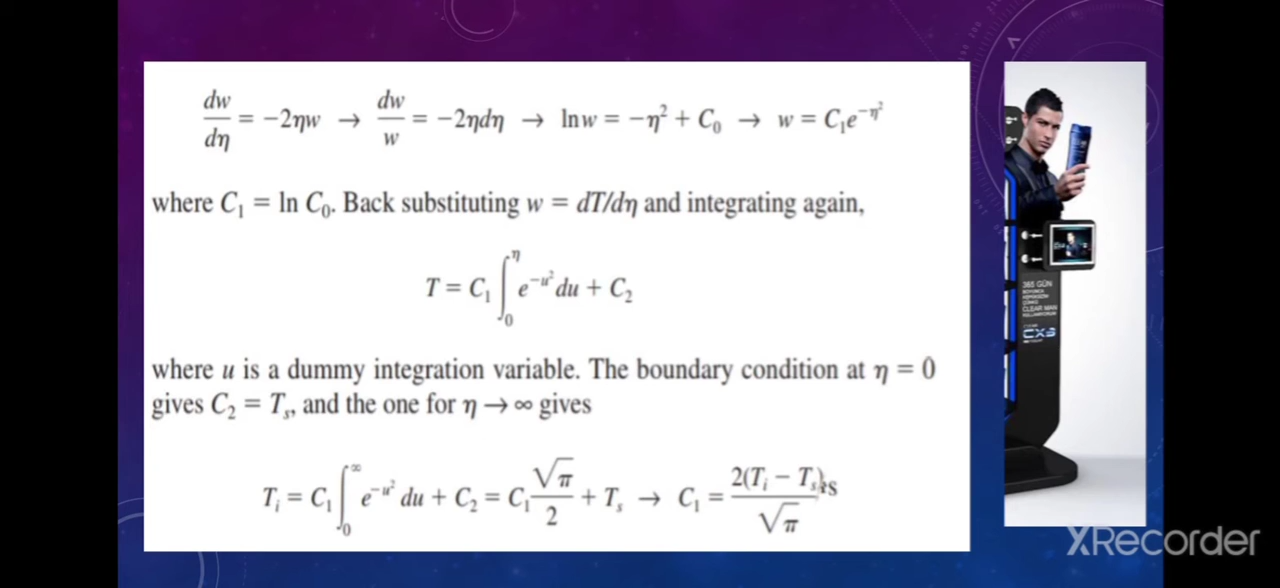 dw/dη = −2ηw → dw/w = −2ηdη → lnw = −η² + C₀ → w = C₁e^−η²
where C₁ = ln C₀. Back substituting w = dT/dη and integrating again,
T = C₁ ∫₀^η e^−u² du + C₂
where u is a dummy integration variable. The boundary condition at η = 0
gives C₂ = Tₛ, and the one for η → ∞ gives
Tᵢ = C₁ ∫₀^∞ e^−u² du + C₂ = C₁ √π/2 + Tₛ → C₁ = 2(Tᵢ − Tₛ)/√π
365 GÜN
CLEAR MAN
CXS
XRecorder